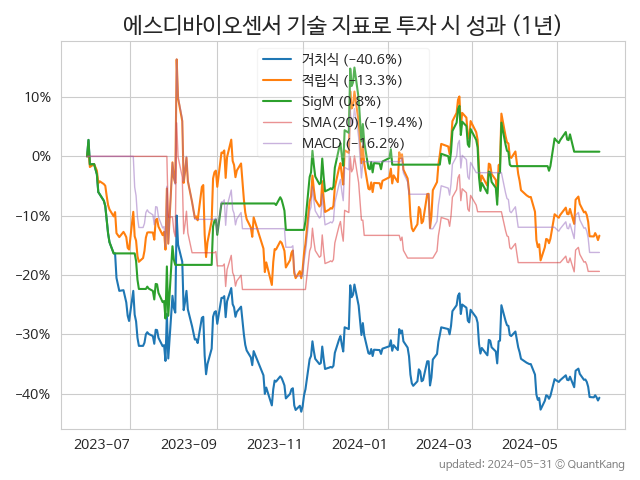 에스디바이오센서 기술 지표로 투자 시 성과 (1년)
거치식 (−40.6%)
적립식 (−13.3%)
SigM (0.8%)
SMA(20) (−19.4%)
MACD (−16.2%)
10%
0%
−10%
−20%
−30%
−40%
2023−07 2023−09 2023−11 2024−01 2024−03 2024−05
updated: 2024−05−31 © QuantKang